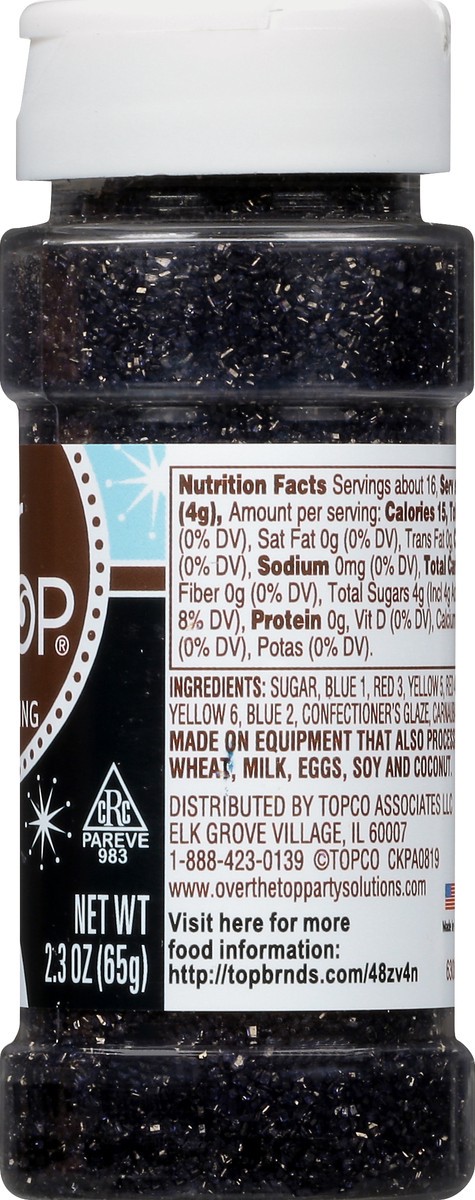 OP®
NG
CRC
PAREVE
983
NET WT
2.3 OZ (65g)
Nutrition Facts Servings about 16,
(4g), Amount per serving: Calories 15,
(0% DV), Sat Fat 0g (0% DV), Trans Fat 0g,
(0% DV), Sodium 0mg (0% DV), Total
Fiber 0g (0% DV), Total Sugars 4g (Incl 4g
8% DV), Protein 0g, Vit D (0% DV),
(0% DV), Potas (0% DV).
INGREDIENTS: SUGAR, BLUE 1, RED 3, YELLOW 5,
YELLOW 6, BLUE 2, CONFECTIONER'S GLAZE,
MADE ON EQUIPMENT THAT ALSO PROCESS
WHEAT, MILK, EGGS, SOY AND COCONUT.
DISTRIBUTED BY TOPCO ASSOCIATES LLC
ELK GROVE VILLAGE, IL 60007
1-888-423-0139 ©TOPCO CKPA0819
www.overthetoppartysolutions.com
Visit here for more
food information:
http://topbrnds.com/48zv4n